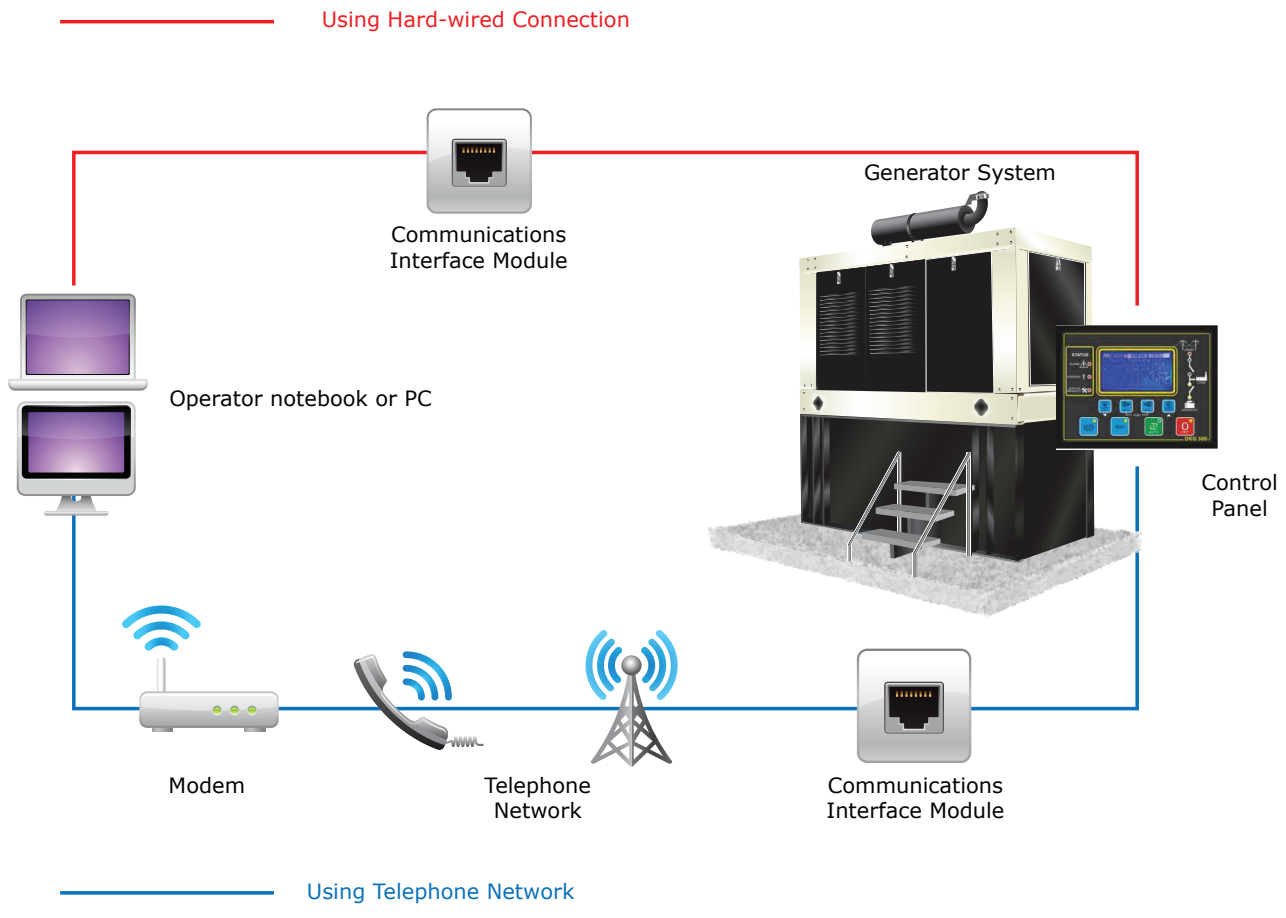 Using Hard-wired Connection
Communications
Interface Module
Generator System
Operator notebook or PC
STATUS
Control
Panel
Modem
Telephone
Network
Communications
Interface Module
Using Telephone Network